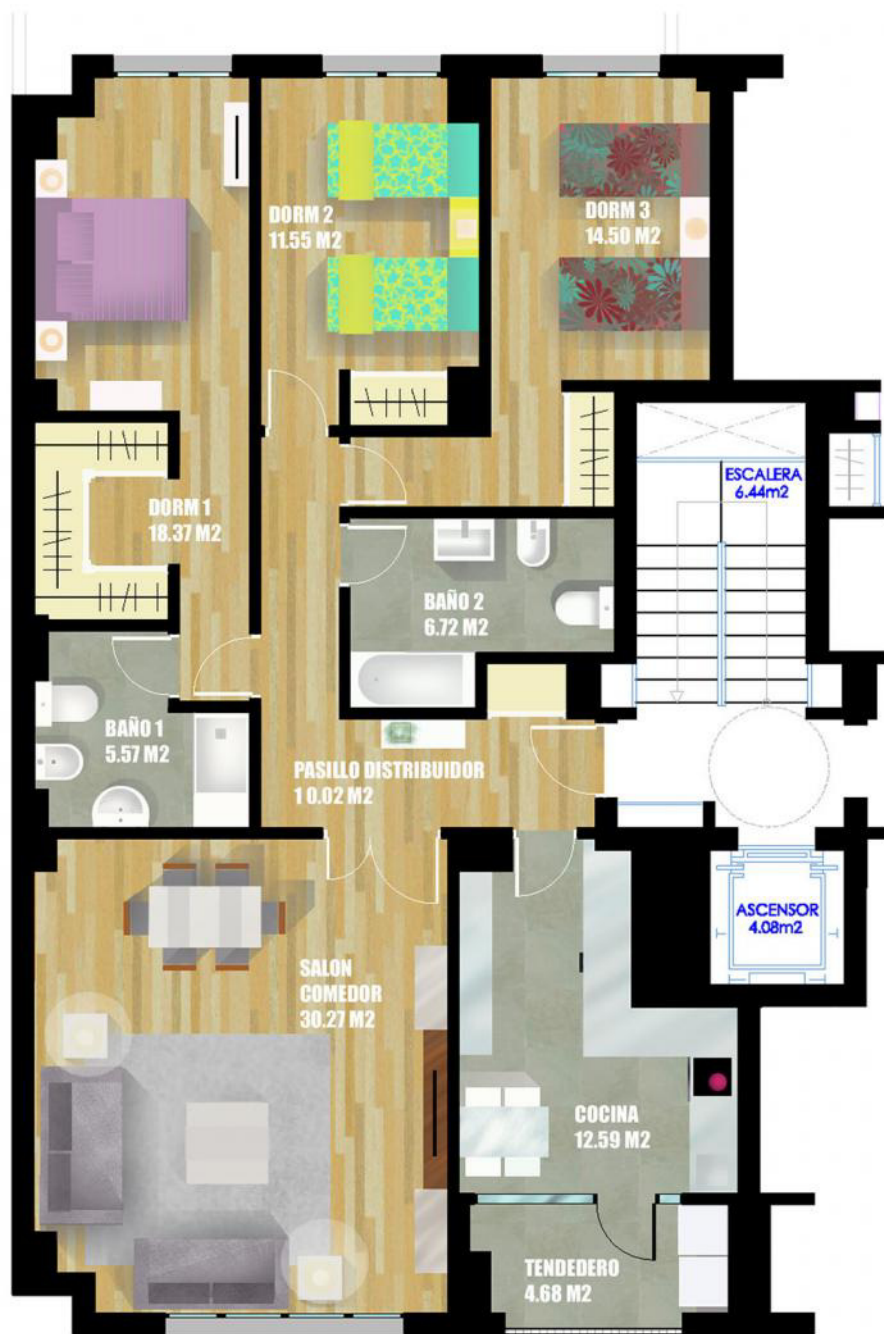 DORM 2
11.55 M2
DORM 3
14.50 M2
ESCALERA
6.44m2
DORM 1
18.37 M2
BAÑO 2
6.72 M2
BAÑO 1
5.57 M2
PASILLO DISTRIBUIDOR
1 0.02 M2
ASCENSOR
4.08m2
SALON
COMEDOR
30.27 M2
COCINA
12.59 M2
TENDEDERO
4.68 M2